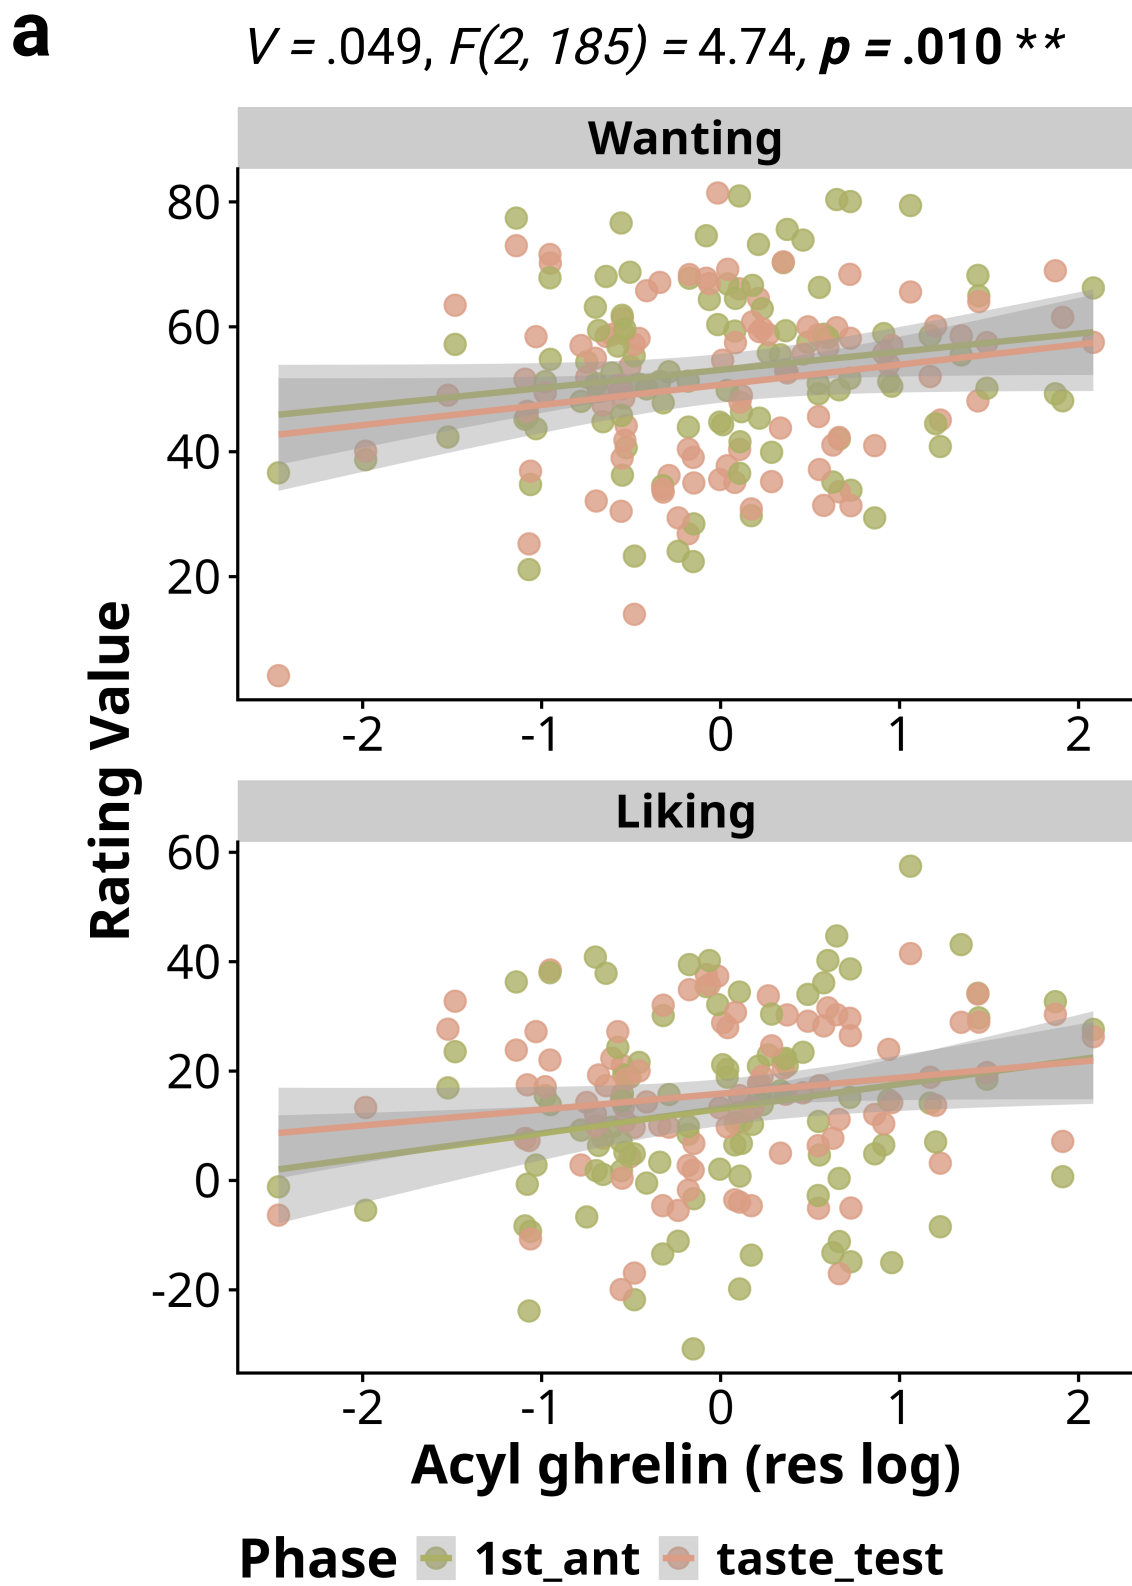 a
V = .049, F(2, 185) = 4.74, p = .010 **
Wanting
80
60
40
20
-2 -1 0 1 2
Rating Value
Liking
60
40
20
0
-20
-2 -1 0 1 2
Acyl ghrelin (res log)
Phase 1st_ant taste_test